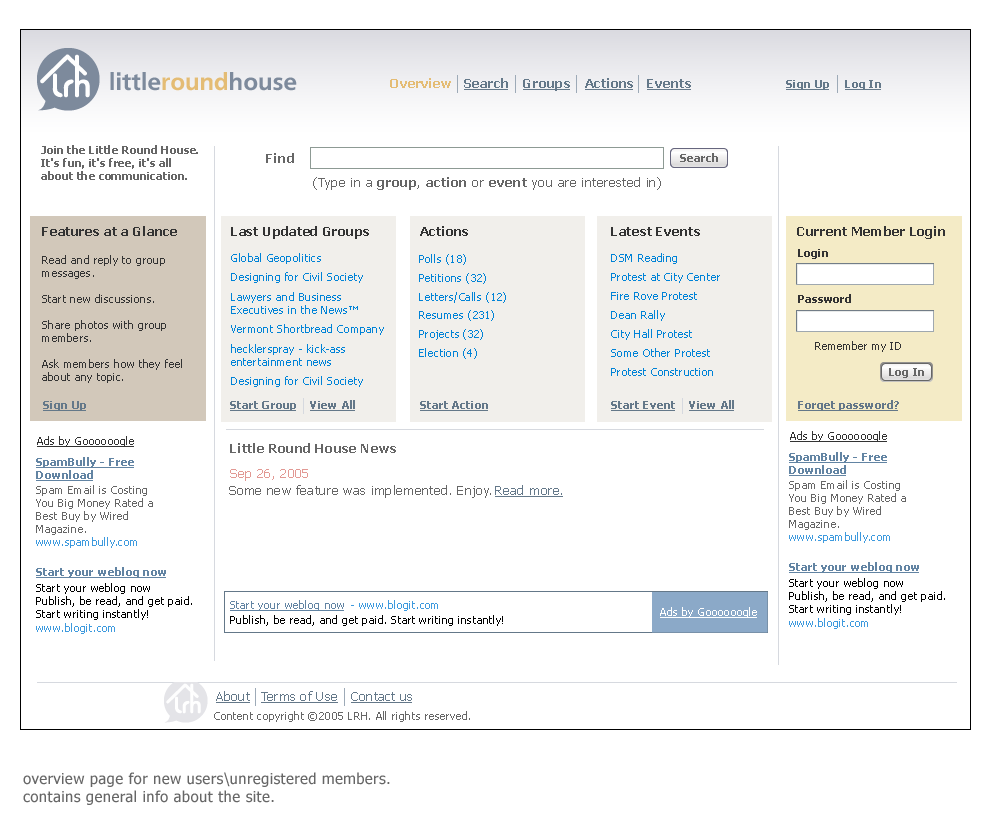 lrh
littleroundhouse
Overview Search Groups Actions Events
Sign Up Log In
Join the Little Round House.
It's fun, it's free, it's all
about the communication.
Find
Search
(Type in a group, action or event you are interested in)
Features at a Glance
Read and reply to group
messages.
Start new discussions.
Share photos with group
members.
Ask members how they feel
about any topic.
Sign Up
Last Updated Groups
Global Geopolitics
Designing for Civil Society
Lawyers and Business
Executives in the News™
Vermont Shortbread Company
hecklerspray - kick-ass
entertainment news
Designing for Civil Society
Start Group View All
Actions
Polls (18)
Petitions (32)
Letters/Calls (12)
Resumes (231)
Projects (32)
Election (4)
Start Action
Latest Events
DSM Reading
Protest at City Center
Fire Rove Protest
Dean Rally
City Hall Protest
Some Other Protest
Protest Construction
Start Event View All
Current Member Login
Login
Password
Remember my ID
Log In
Forget password?
Ads by Goooooogle
SpamBully - Free
Download
Spam Email is Costing
You Big Money Rated a
Best Buy by Wired
Magazine.
www.spambully.com
Start your weblog now
Start your weblog now
Publish, be read, and get paid.
Start writing instantly!
www.blogit.com
Little Round House News
Sep 26, 2005
Some new feature was implemented. Enjoy. Read more.
Start your weblog now - www.blogit.com
Publish, be read, and get paid. Start writing instantly!
Ads by Goooooogle
Ads by Goooooogle
SpamBully - Free
Download
Spam Email is Costing
You Big Money Rated a
Best Buy by Wired
Magazine.
www.spambully.com
Start your weblog now
Start your weblog now
Publish, be read, and get paid.
Start writing instantly!
www.blogit.com
lrh
About Terms of Use Contact us
Content copyright ©2005 LRH. All rights reserved.
overview page for new users\unregistered members.
contains general info about the site.